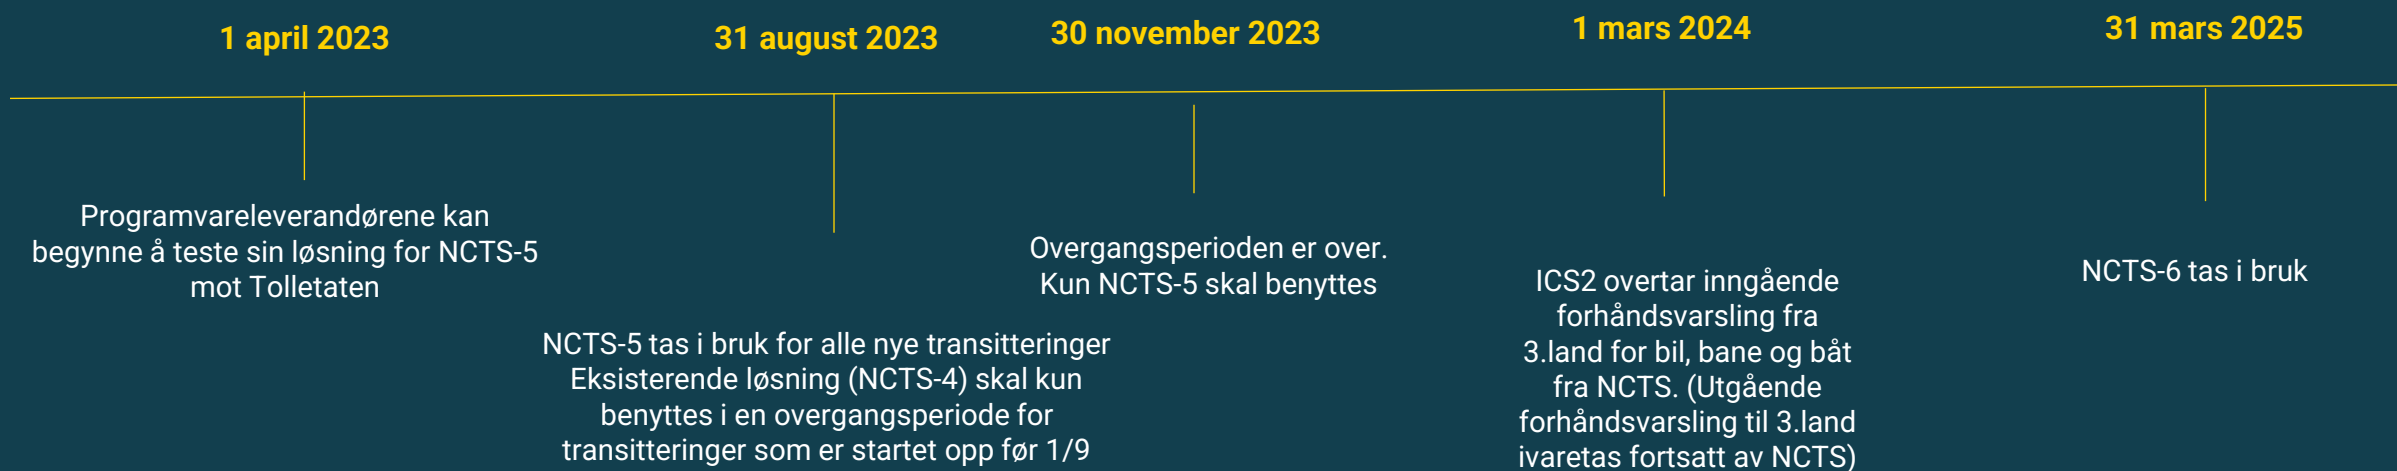 1 april 2023
Programvareleverandørene kan
begynne å teste sin løsning for NCTS-5
mot Tolletaten
31 august 2023
NCTS-5 tas i bruk for alle nye transitteringer
Eksisterende løsning (NCTS-4) skal kun
benyttes i en overgangsperiode for
transitteringer som er startet opp før 1/9
30 november 2023
Overgangsperioden er over.
Kun NCTS-5 skal benyttes
1 mars 2024
ICS2 overtar inngående
forhåndsvarsling fra
3.land for bil, bane og båt
fra NCTS. (Utgående
forhåndsvarsling til 3.land
ivaretas fortsatt av NCTS)
31 mars 2025
NCTS-6 tas i bruk